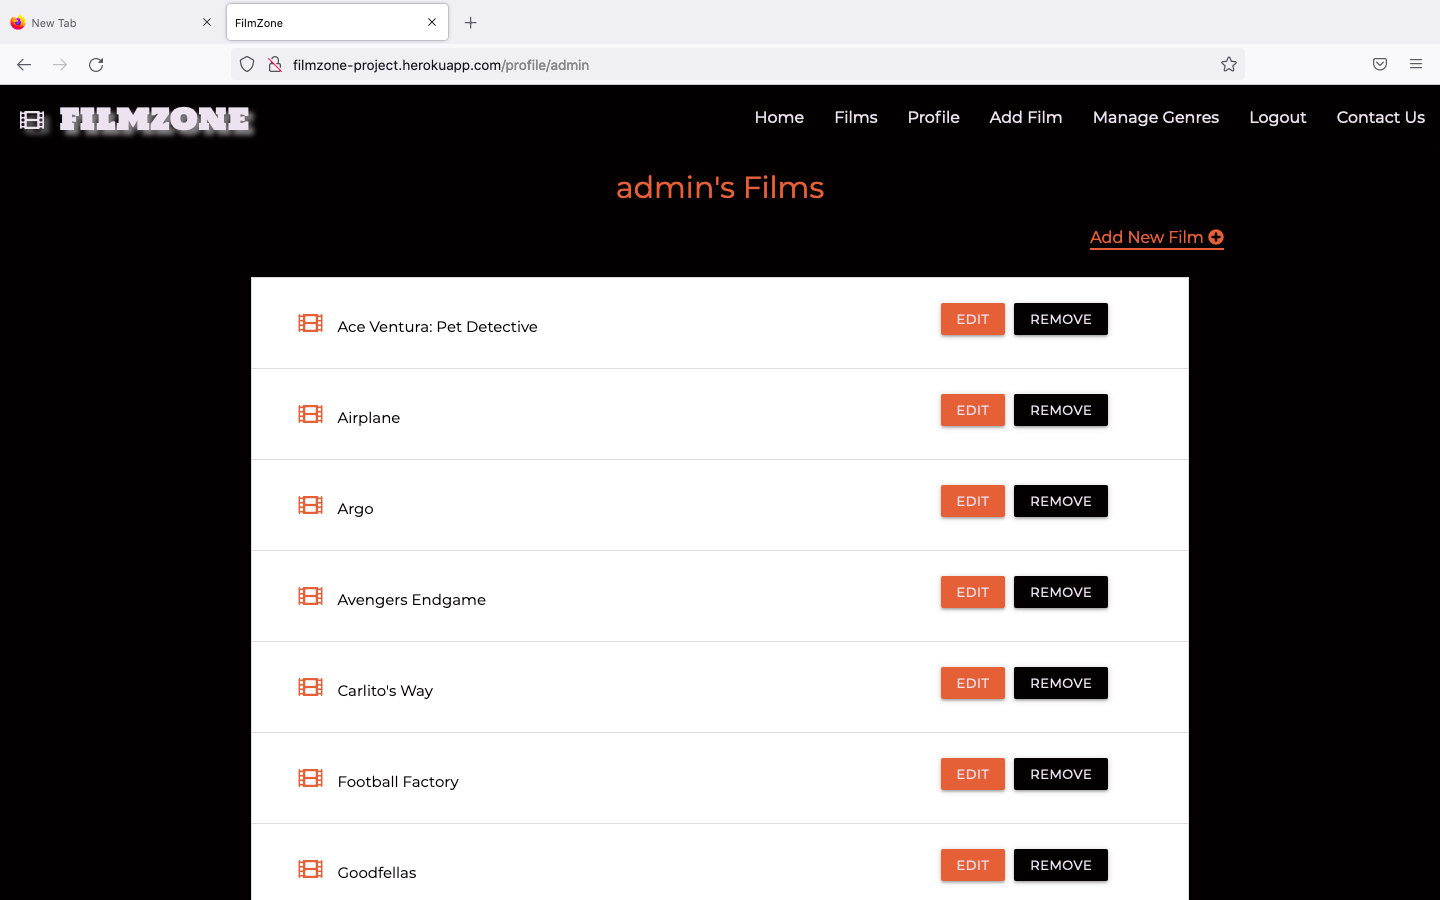 New Tab
FilmZone
filmzone-project.herokuapp.com/profile/admin
FILMZONE
Home Films Profile Add Film Manage Genres Logout Contact Us
admin's Films
Add New Film
Ace Ventura: Pet Detective EDIT REMOVE
Airplane EDIT REMOVE
Argo EDIT REMOVE
Avengers Endgame EDIT REMOVE
Carlito's Way EDIT REMOVE
Football Factory EDIT REMOVE
Goodfellas EDIT REMOVE